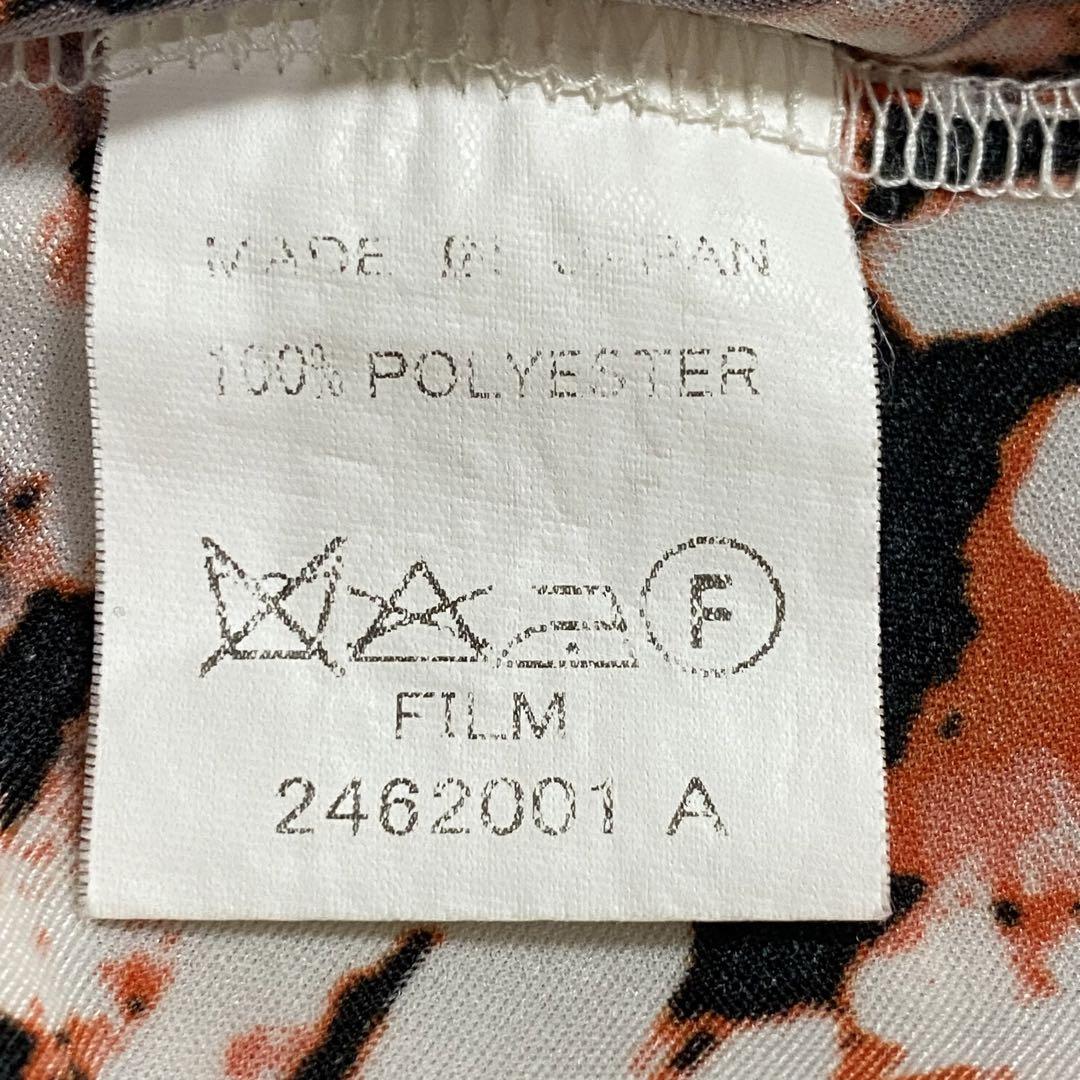 MADE IN JAPAN
100% POLYESTER
F
FILM
2462001 A